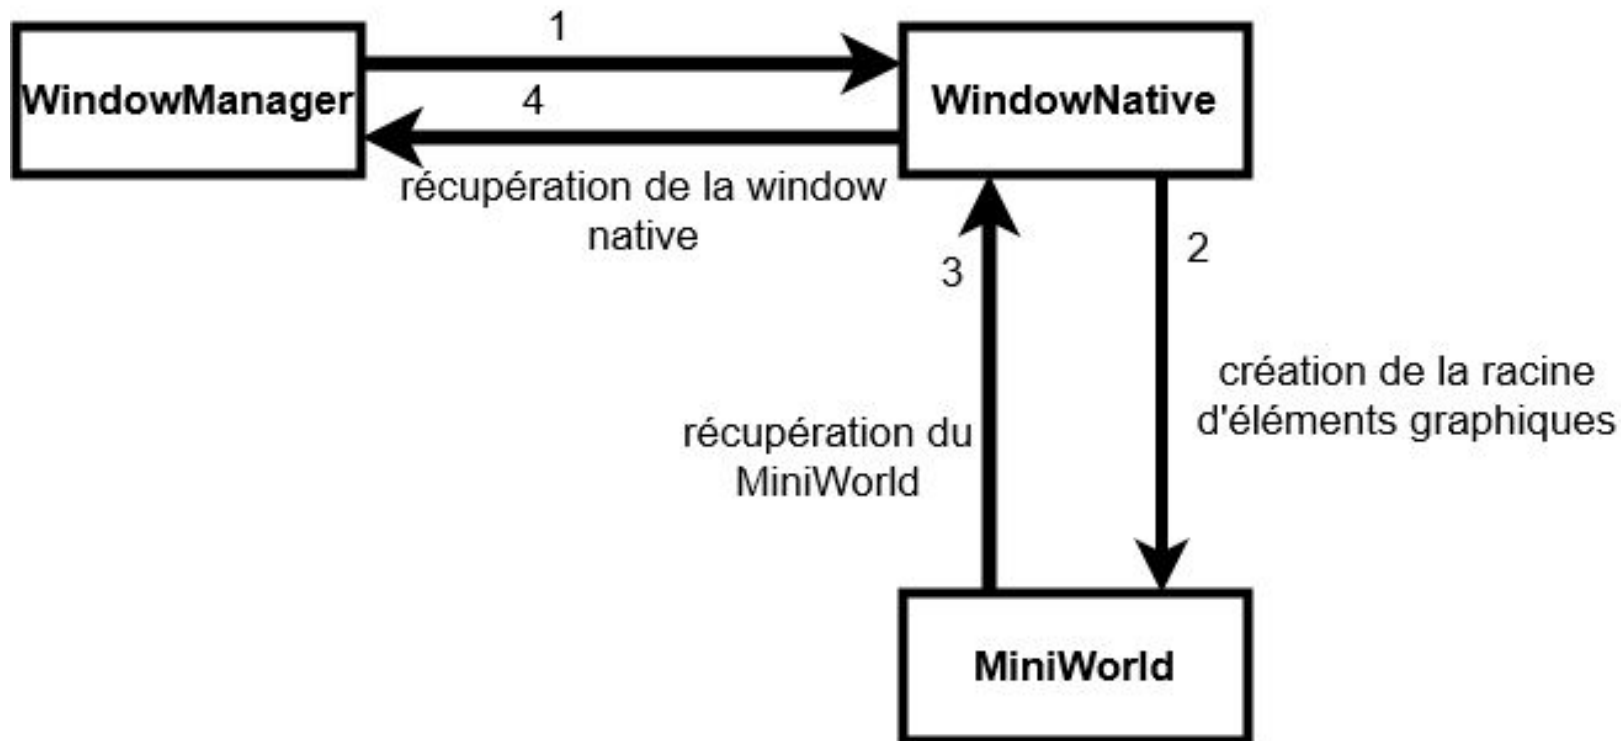 1
WindowManager
WindowNative
4
récupération de la window
native
2
3
création de la racine
d'éléments graphiques
récupération du
MiniWorld
MiniWorld